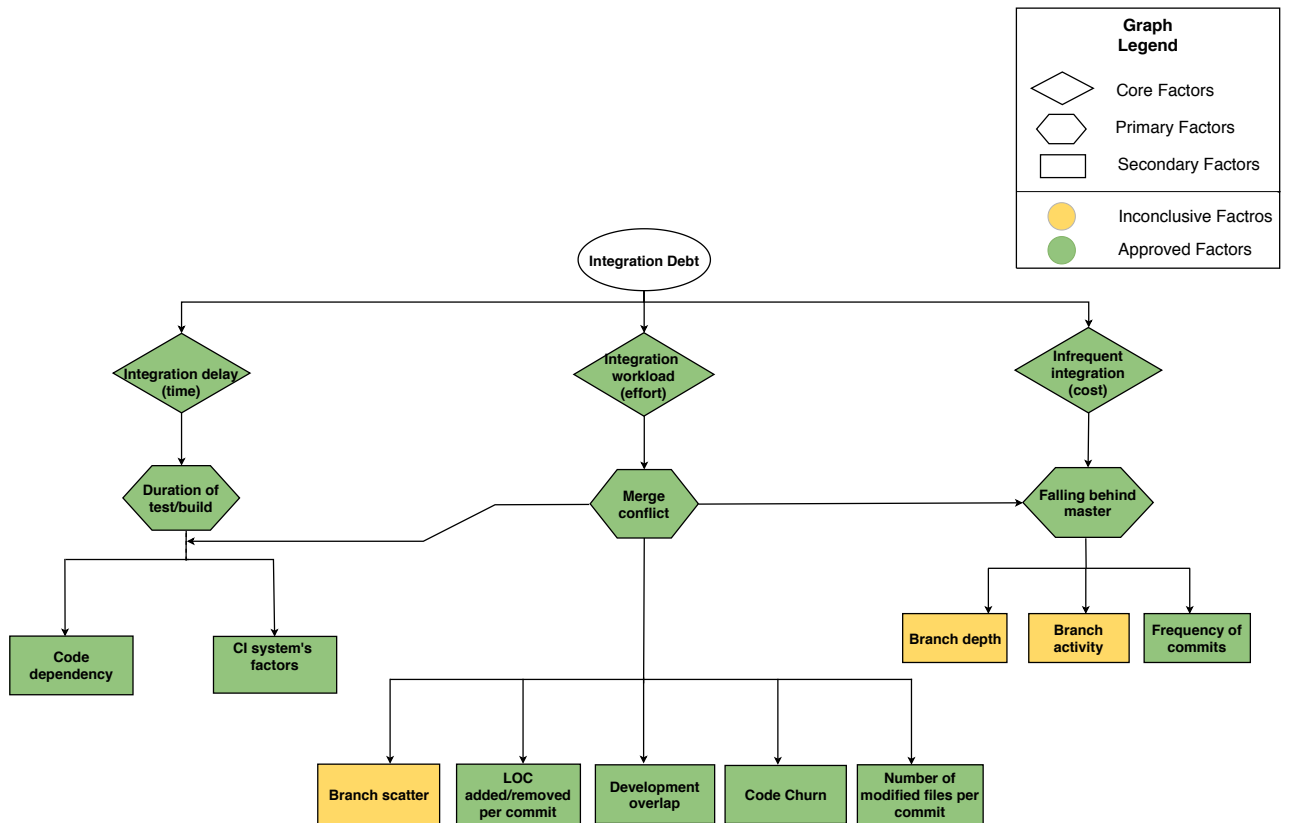 Graph
Legend
Core Factors
Primary Factors
Secondary Factors
Inconclusive Factros
Approved Factors
Integration Debt
Integration delay
(time)
Integration
workload
(effort)
Infrequent
integration
(cost)
Duration of
test/build
Merge
conflict
Falling behind
master
Code
dependency
CI system's
factors
Branch depth
Branch
activity
Frequency of
commits
Branch scatter
LOC
added/removed
per commit
Development
overlap
Code Churn
Number of
modified files per
commit